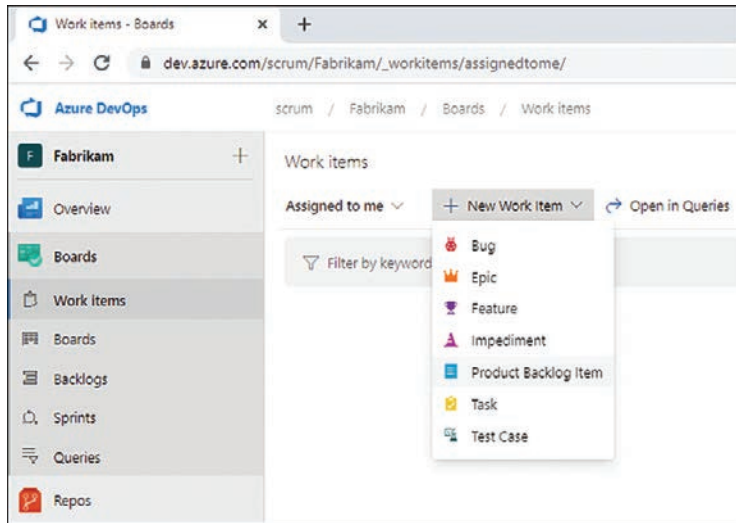 Work items - Boards
dev.azure.com/scrum/Fabrikam/_workitems/assignedtome/
Azure DevOps
scrum / Fabrikam / Boards / Work items
F Fabrikam
Work items
Overview
Assigned to me
+ New Work Item
Open in Queries
Boards
Filter by keyword
Work items
Boards
Backlogs
Sprints
Queries
Repos
Bug
Epic
Feature
Impediment
Product Backlog Item
Task
Test Case